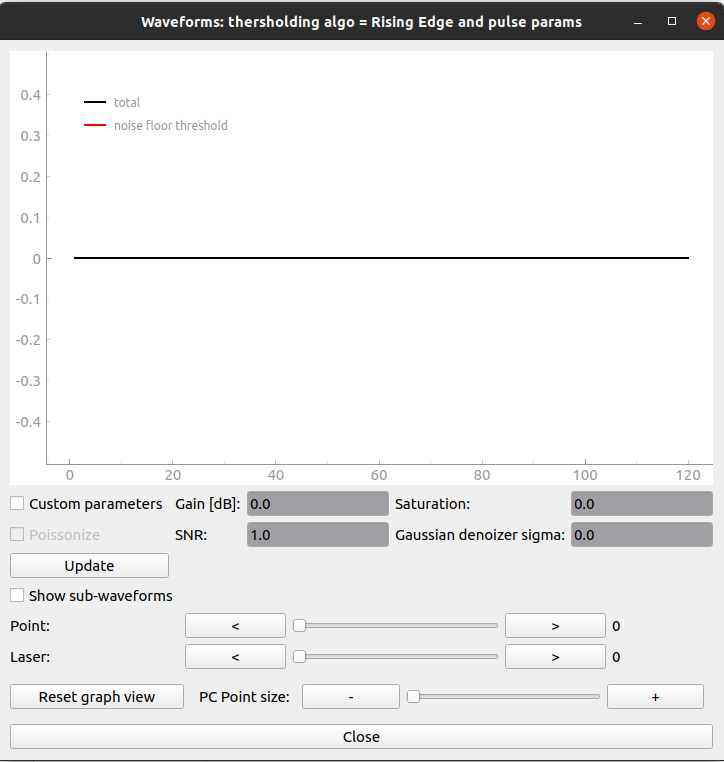 Waveforms: thersholding algo = Rising Edge and pulse params
total
noise floor threshold
0.4
0.3
0.2
0.1
0
-0.1
-0.2
-0.3
-0.4
0 20 40 60 80 100 120
Custom parameters Gain [dB]: 0.0 Saturation: 0.0
Poissonize SNR: 1.0 Gaussian denoizer sigma: 0.0
Update
Show sub-waveforms
Point: < > 0
Laser: < > 0
Reset graph view PC Point size: - +
Close